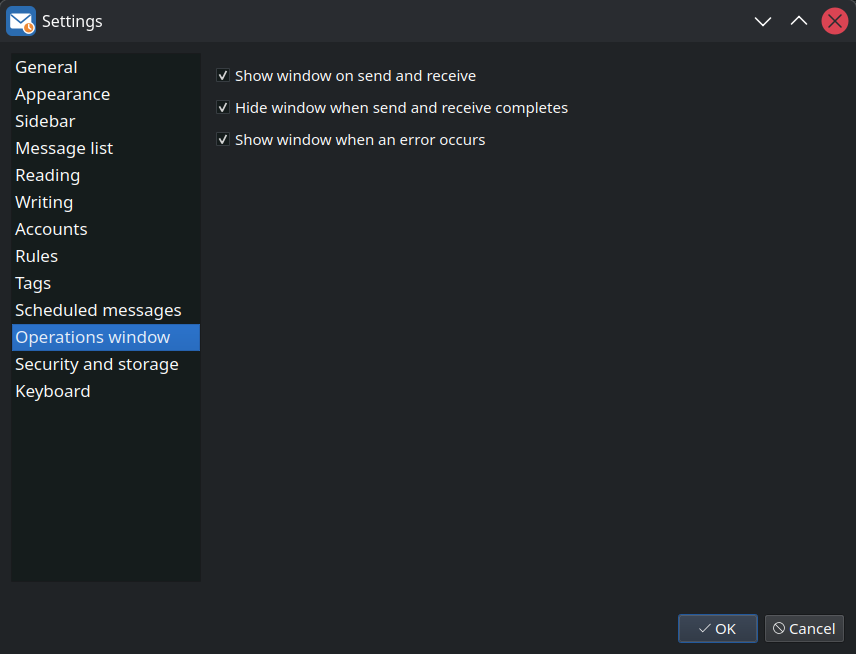 Settings
General
Appearance
Sidebar
Message list
Reading
Writing
Accounts
Rules
Tags
Scheduled messages
Operations window
Security and storage
Keyboard
Show window on send and receive
Hide window when send and receive completes
Show window when an error occurs
OK
Cancel